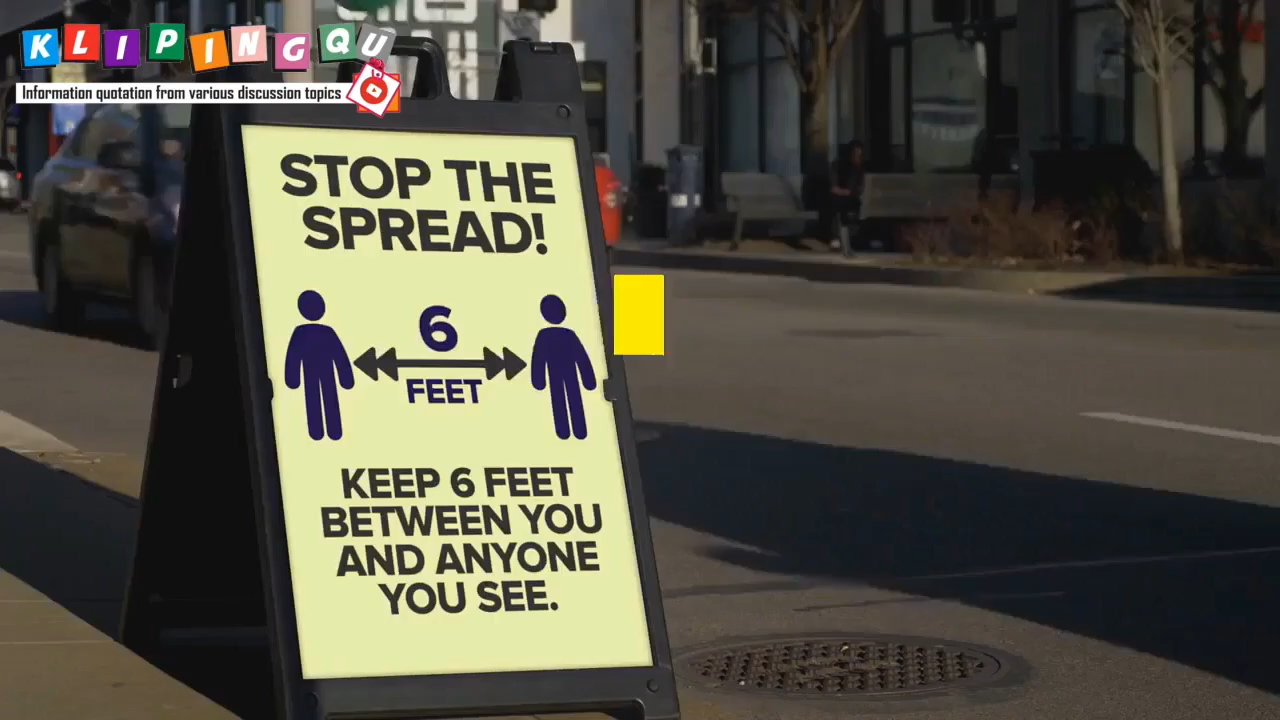 KLIPINGQU
Information quotation from various discussion topics
STOP THE
SPREAD!
6
FEET
KEEP 6 FEET
BETWEEN YOU
AND ANYONE
YOU SEE.